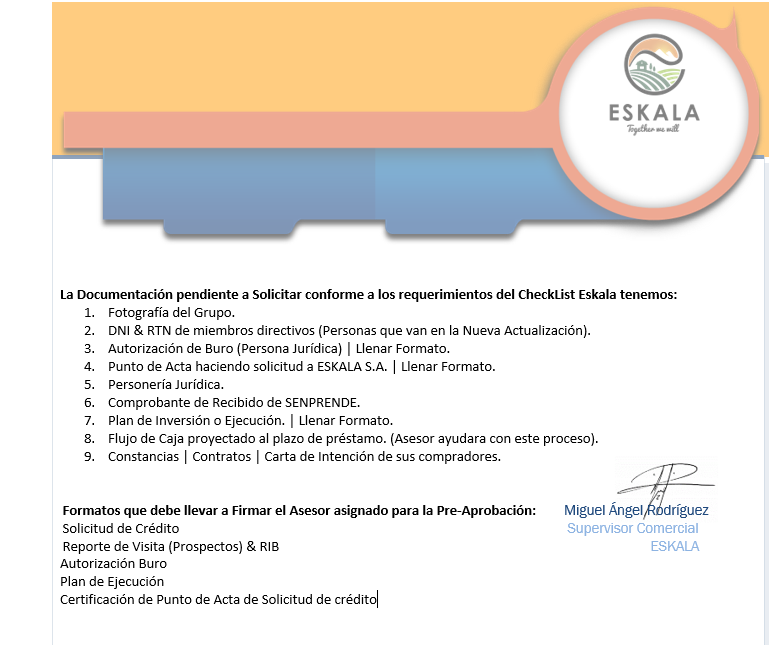 ESKALA
Together we will
La Documentación pendiente a Solicitar conforme a los requerimientos del CheckList Eskala tenemos:
1. Fotografía del Grupo.
2. DNI & RTN de miembros directivos (Personas que van en la Nueva Actualización).
3. Autorización de Buro (Persona Jurídica) | Llenar Formato.
4. Punto de Acta haciendo solicitud a ESKALA S.A. | Llenar Formato.
5. Personería Jurídica.
6. Comprobante de Recibido de SENPRENDE.
7. Plan de Inversión o Ejecución. | Llenar Formato.
8. Flujo de Caja proyectado al plazo de préstamo. (Asesor ayudara con este proceso).
9. Constancias | Contratos | Carta de Intención de sus compradores.
Formatos que debe llevar a Firmar el Asesor asignado para la Pre-Aprobación:
Solicitud de Crédito
Reporte de Visita (Prospectos) & RIB
Autorización Buro
Plan de Ejecución
Certificación de Punto de Acta de Solicitud de crédito
Miguel Ángel Rodríguez
Supervisor Comercial
ESKALA